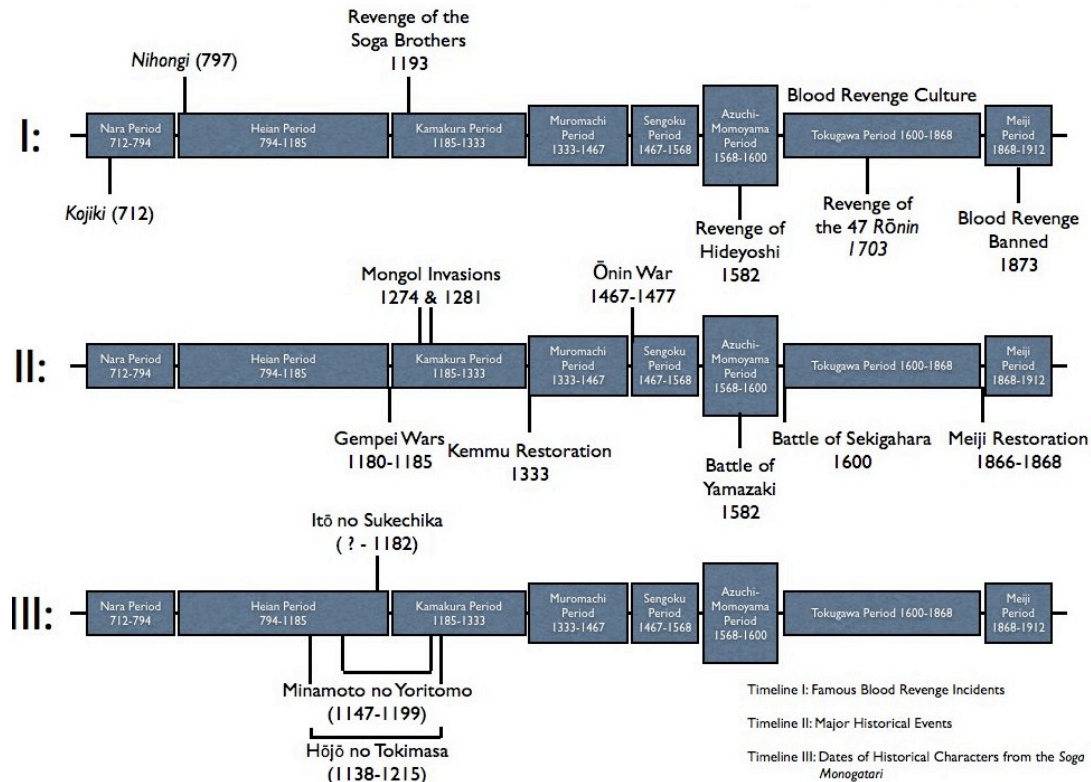 Revenge of the
Soga Brothers
1193
Nihongi (797)
Blood Revenge Culture
I:
Nara Period
712-794
Heian Period
794-1185
Kamakura Period
1185-1333
Muromachi
Period
1333-1467
Sengoku
Period
1467-1568
Azuchi-
Momoyama
Period
1568-1600
Tokugawa Period 1600-1868
Meiji
Period
1868-1912
Kojiki (712)
Revenge of
Hideyoshi
1582
Revenge of
the 47 Rōnin
1703
Blood Revenge
Banned
1873
Mongol Invasions
1274 & 1281
Ōnin War
1467-1477
II:
Nara Period
712-794
Heian Period
794-1185
Kamakura Period
1185-1333
Muromachi
Period
1333-1467
Sengoku
Period
1467-1568
Azuchi-
Momoyama
Period
1568-1600
Tokugawa Period 1600-1868
Meiji
Period
1868-1912
Gempei Wars
1180-1185
Kemmu Restoration
1333
Battle of
Yamazaki
1582
Battle of Sekigahara
1600
Meiji Restoration
1866-1868
Itō no Sukechika
( ? - 1182)
III:
Nara Period
712-794
Heian Period
794-1185
Kamakura Period
1185-1333
Muromachi
Period
1333-1467
Sengoku
Period
1467-1568
Azuchi-
Momoyama
Period
1568-1600
Tokugawa Period 1600-1868
Meiji
Period
1868-1912
Minamoto no Yoritomo
(1147-1199)
Hōjō no Tokimasa
(1138-1215)
Timeline I: Famous Blood Revenge Incidents
Timeline II: Major Historical Events
Timeline III: Dates of Historical Characters from the Soga
Monogatari